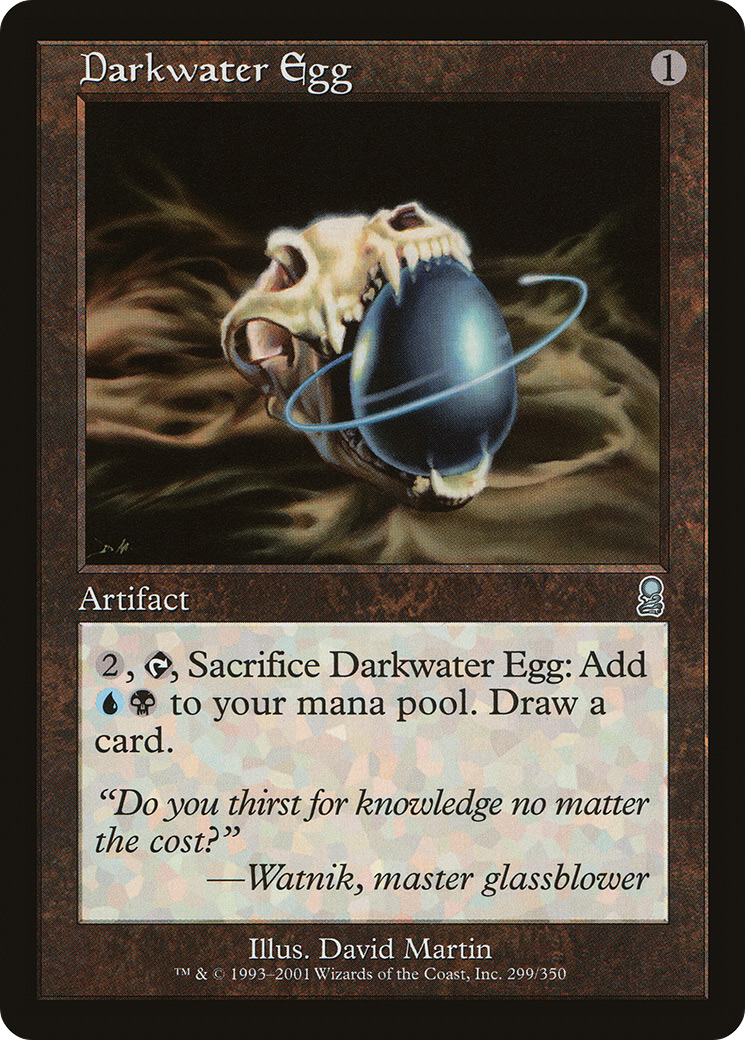 Darkwater Egg 1
DM
Artifact
2, , Sacrifice Darkwater Egg: Add
to your mana pool. Draw a
card.
“Do you thirst for knowledge no matter
the cost?”
—Watnik, master glassblower
Illus. David Martin
™ & © 1993–2001 Wizards of the Coast, Inc. 299/350